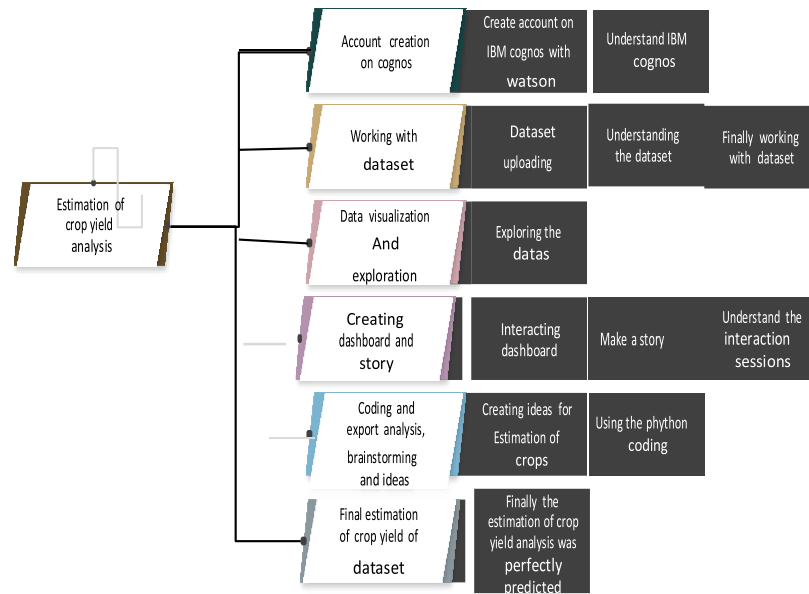 Estimation of
crop yield
analysis
Account creation
on cognos
Create account on
IBM cognos with
watson
Understand IBM
cognos
Working with
dataset
Dataset
uploading
Understanding
the dataset
Finally working
with dataset
Data visualization
And
exploration
Exploring the
datas
Creating
dashboard and
story
Interacting
dashboard
Make a story
Understand the
interaction
sessions
Coding and
export analysis,
brainstorming
and ideas
Creating ideas for
Estimation of
crops
Using the phython
coding
Final estimation
of crop yield of
dataset
Finally the
estimation of crop
yield analysis was
perfectly
predicted